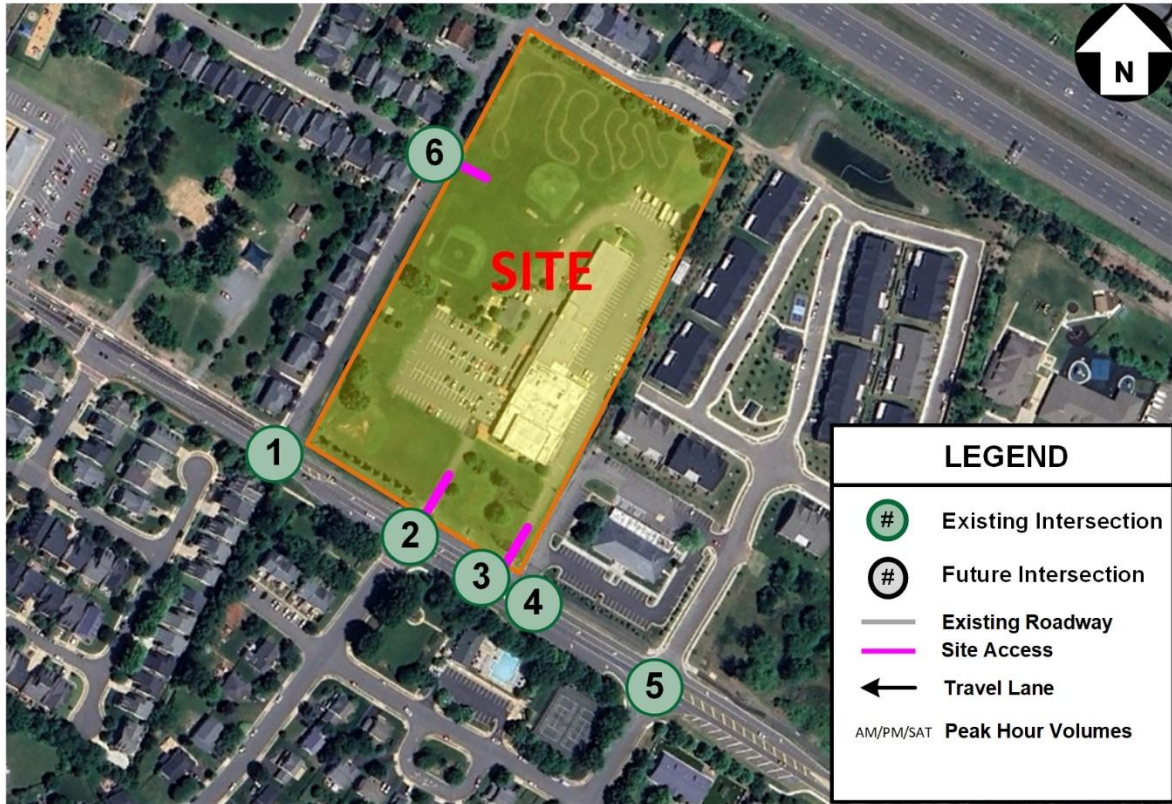 N
6
SITE
1
2
3
4
5
LEGEND
# Existing Intersection
# Future Intersection
Existing Roadway
Site Access
Travel Lane
AM/PM/SAT Peak Hour Volumes